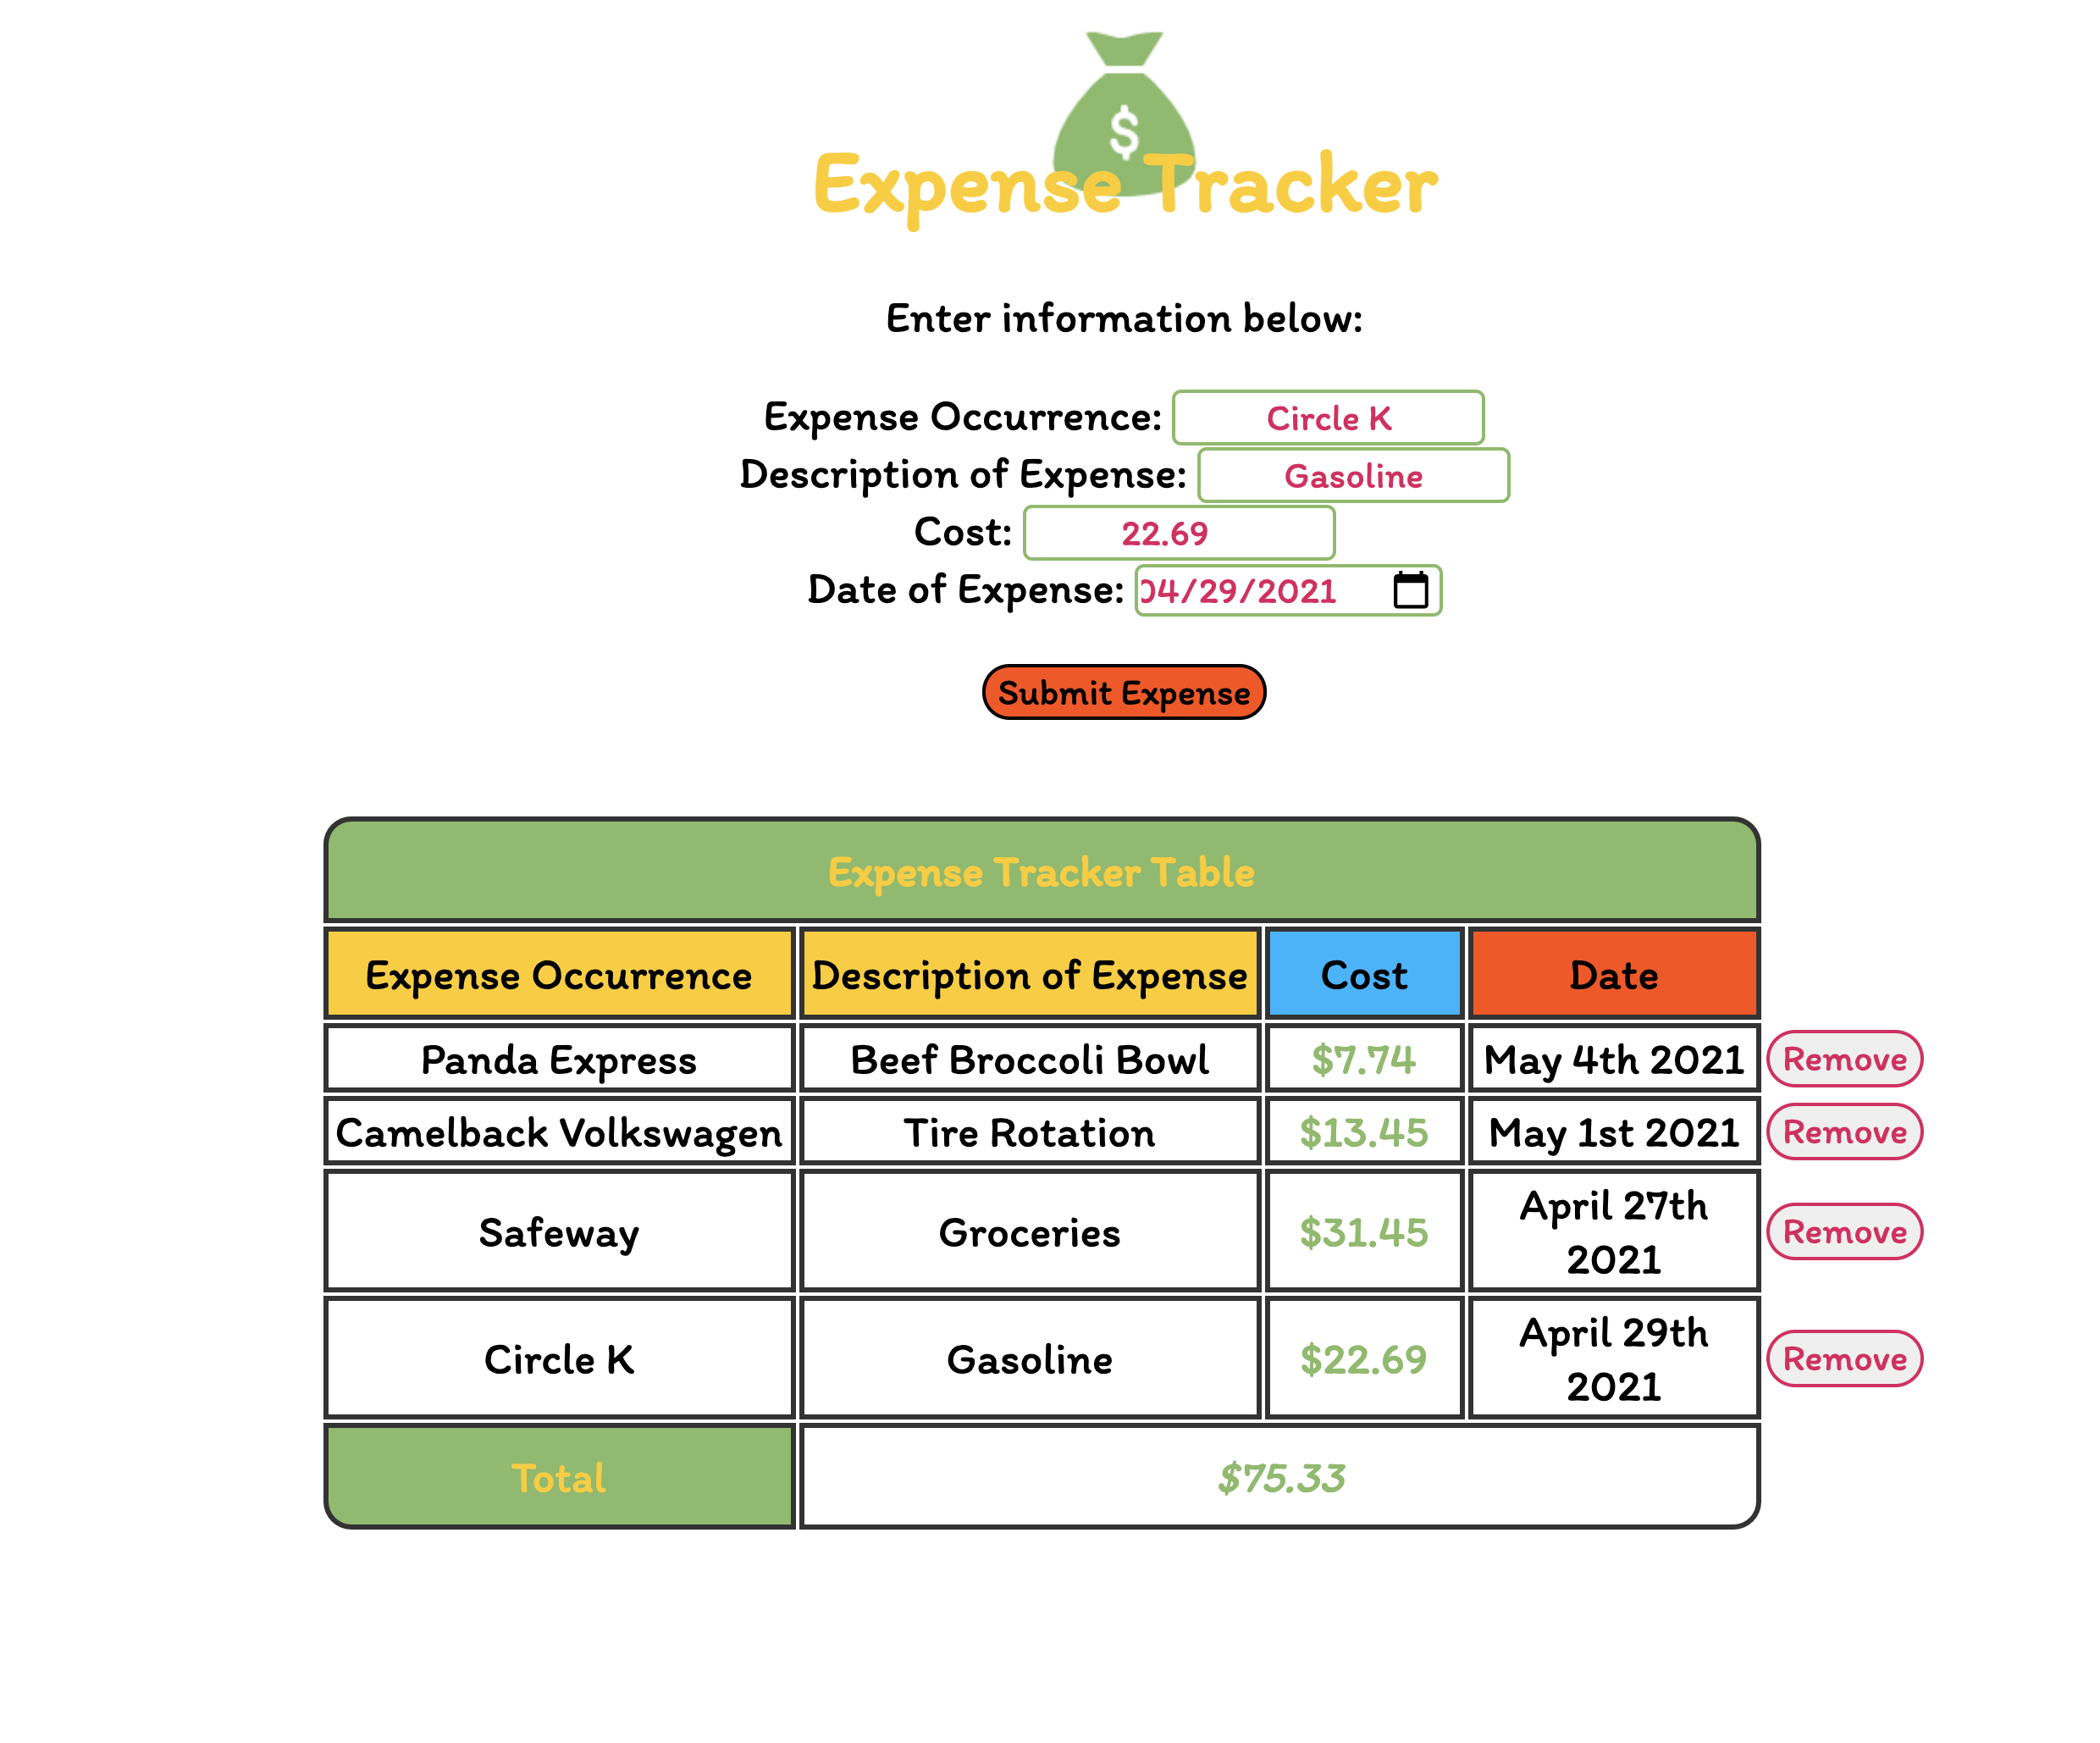 $
Expense Tracker
Enter information below:
Expense Occurrence: Circle K
Description of Expense: Gasoline
Cost: 22.69
Date of Expense: 04/29/2021
Submit Expense
Expense Tracker Table
Expense Occurrence Description of Expense Cost Date
Panda Express Beef Broccoli Bowl $7.74 May 4th 2021 Remove
Camelback Volkswagen Tire Rotation $13.45 May 1st 2021 Remove
Safeway Groceries $31.45 April 27th 2021 Remove
Circle K Gasoline $22.69 April 29th 2021 Remove
Total $75.33